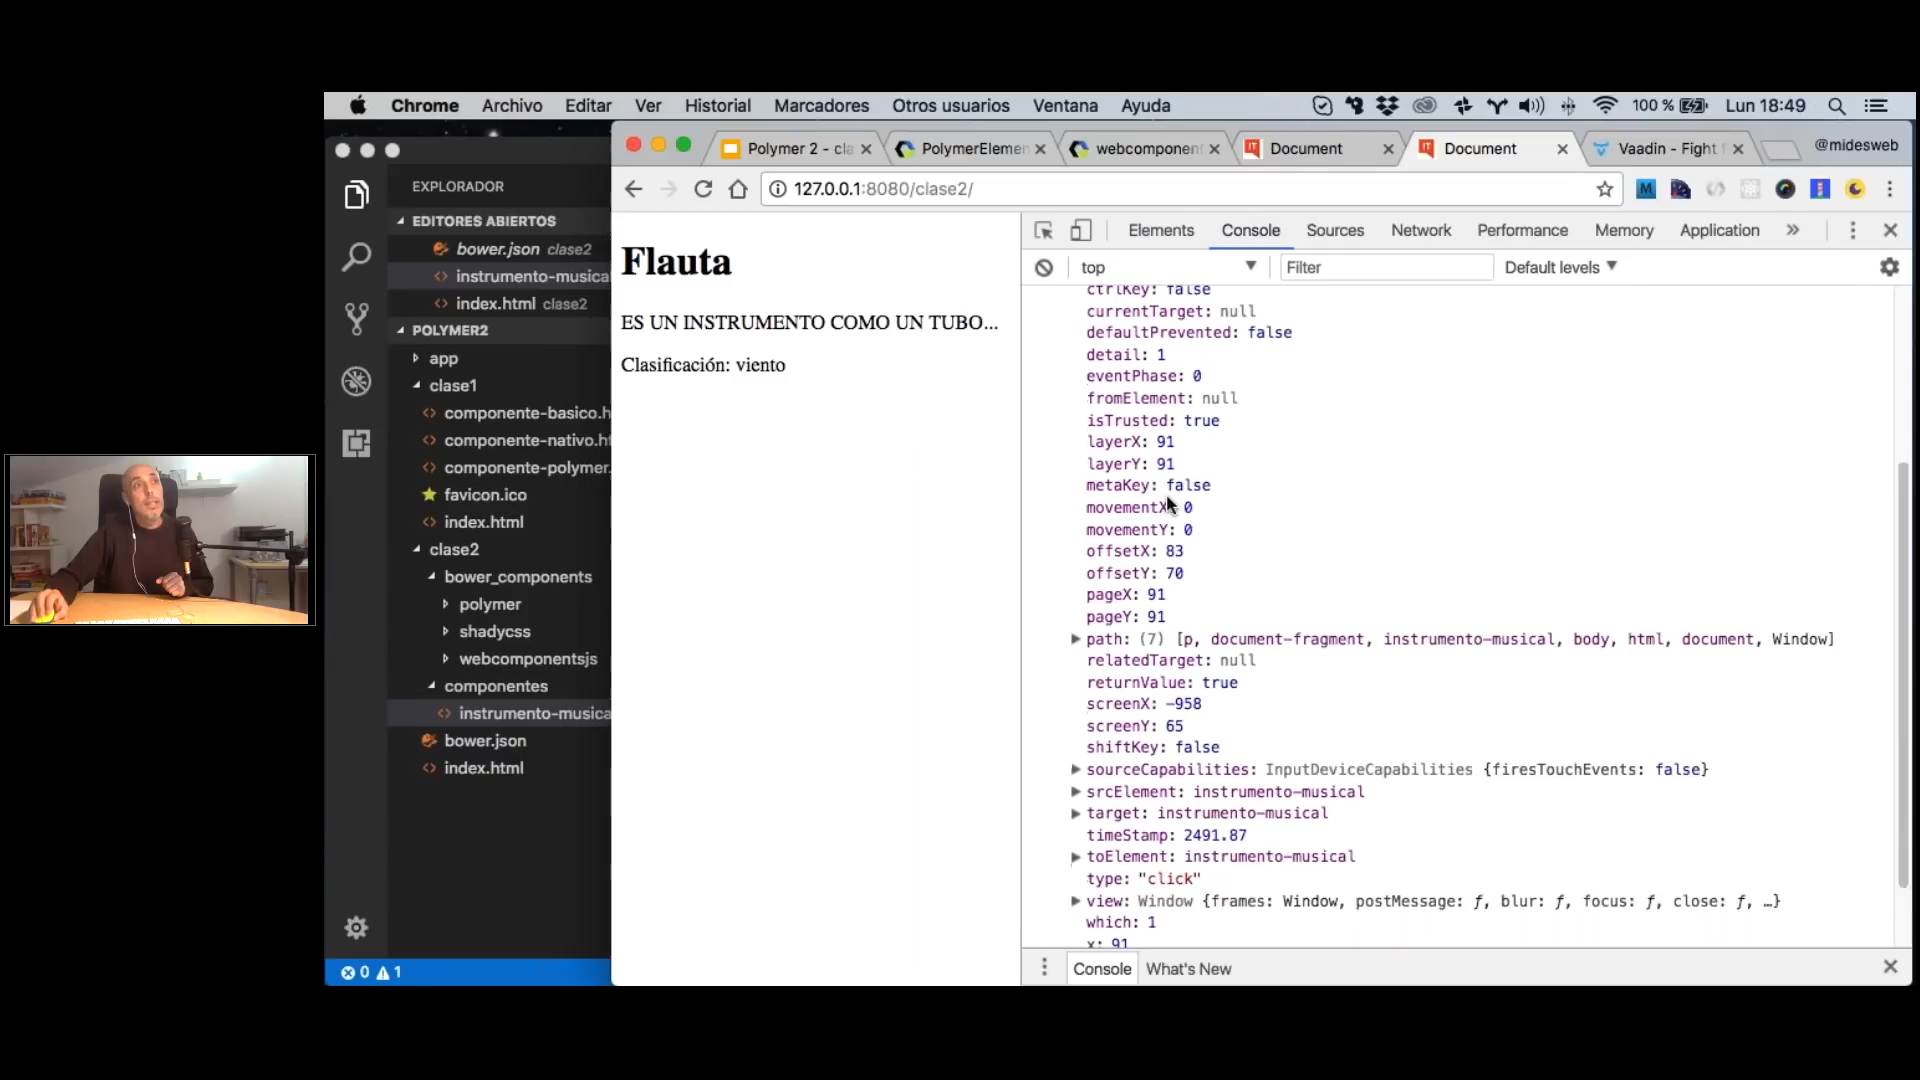 Chrome Archivo Editar Ver Historial Marcadores Otros usuarios Ventana Ayuda 100 % Lun 18:49
Polymer 2 - cla PolymerElemen webcomponent Document Document Vaadin - Fight @midesweb
127.0.0.1:8080/clase2/
EXPLORADOR
EDITORES ABIERTOS
bower.json clase2
instrumento-musical
index.html clase2
POLYMER2
app
clase1
componente-basico.h
componente-nativo.ht
componente-polymer.
favicon.ico
index.html
clase2
bower_components
polymer
shadycss
webcomponentsjs
componentes
instrumento-musica
bower.json
index.html
0 1
Flauta
ES UN INSTRUMENTO COMO UN TUBO...
Clasificación: viento
Elements Console Sources Network Performance Memory Application »
top Filter Default levels
ctrlKey: false
currentTarget: null
defaultPrevented: false
detail: 1
eventPhase: 0
fromElement: null
isTrusted: true
layerX: 91
layerY: 91
metaKey: false
movementX: 0
movementY: 0
offsetX: 83
offsetY: 70
pageX: 91
pageY: 91
path: (7) [p, document-fragment, instrumento-musical, body, html, document, Window]
relatedTarget: null
returnValue: true
screenX: -958
screenY: 65
shiftKey: false
sourceCapabilities: InputDeviceCapabilities {firesTouchEvents: false}
srcElement: instrumento-musical
target: instrumento-musical
timeStamp: 2491.87
toElement: instrumento-musical
type: "click"
view: Window {frames: Window, postMessage: ƒ, blur: ƒ, focus: ƒ, close: ƒ, …}
which: 1
x: 91
Console What's New